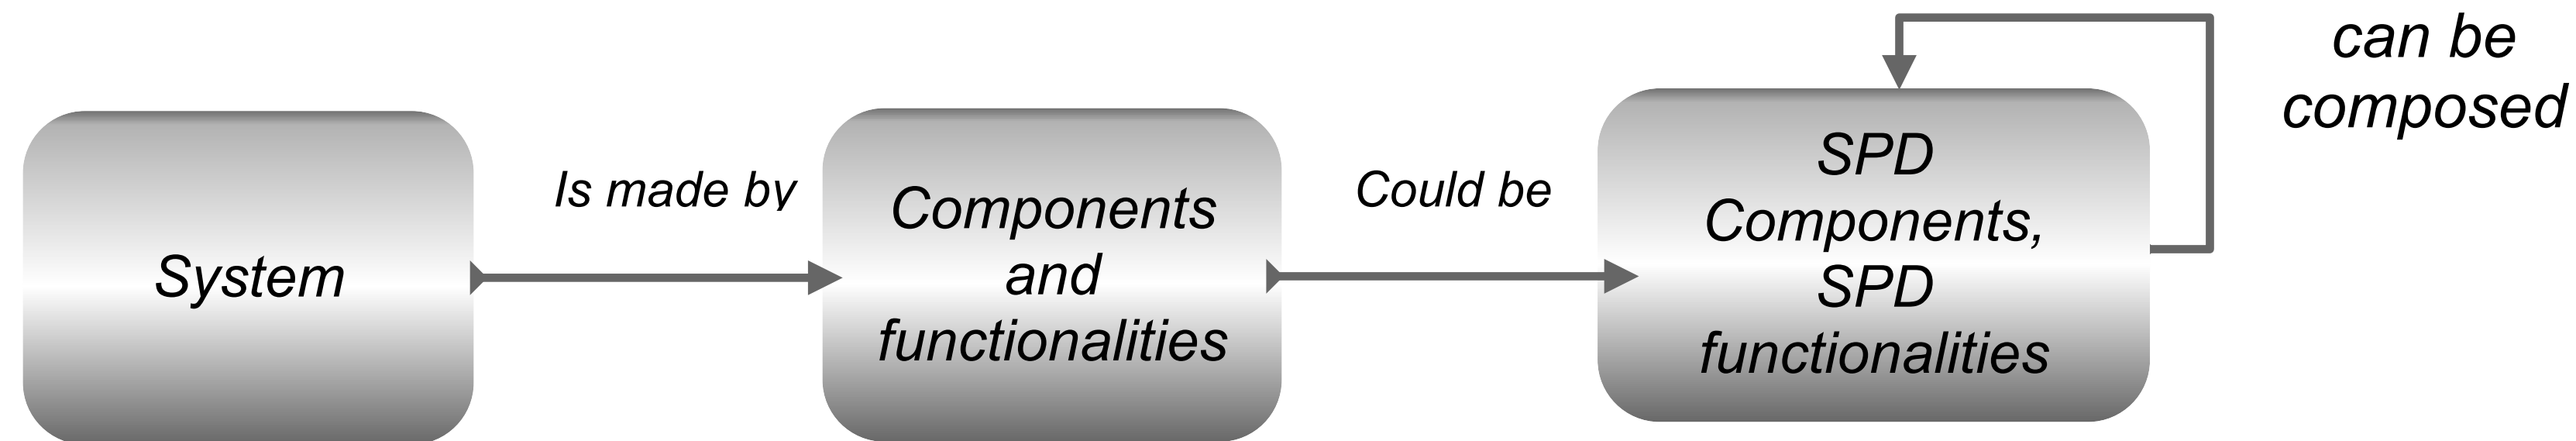 System
Is made by
Components
and
functionalities
Could be
SPD
Components,
SPD
functionalities
can be
composed